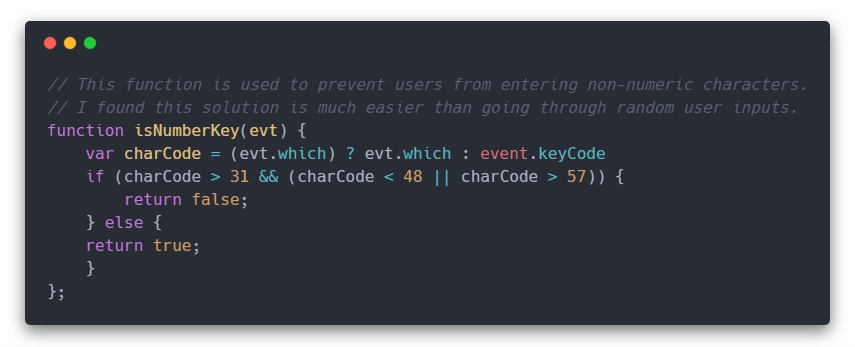 // This function is used to prevent users from entering non-numeric characters.
// I found this solution is much easier than going through random user inputs.
function isNumberKey(evt) {
    var charCode = (evt.which) ? evt.which : event.keyCode
    if (charCode > 31 && (charCode < 48 || charCode > 57)) {
        return false;
    } else {
    return true;
    }
};